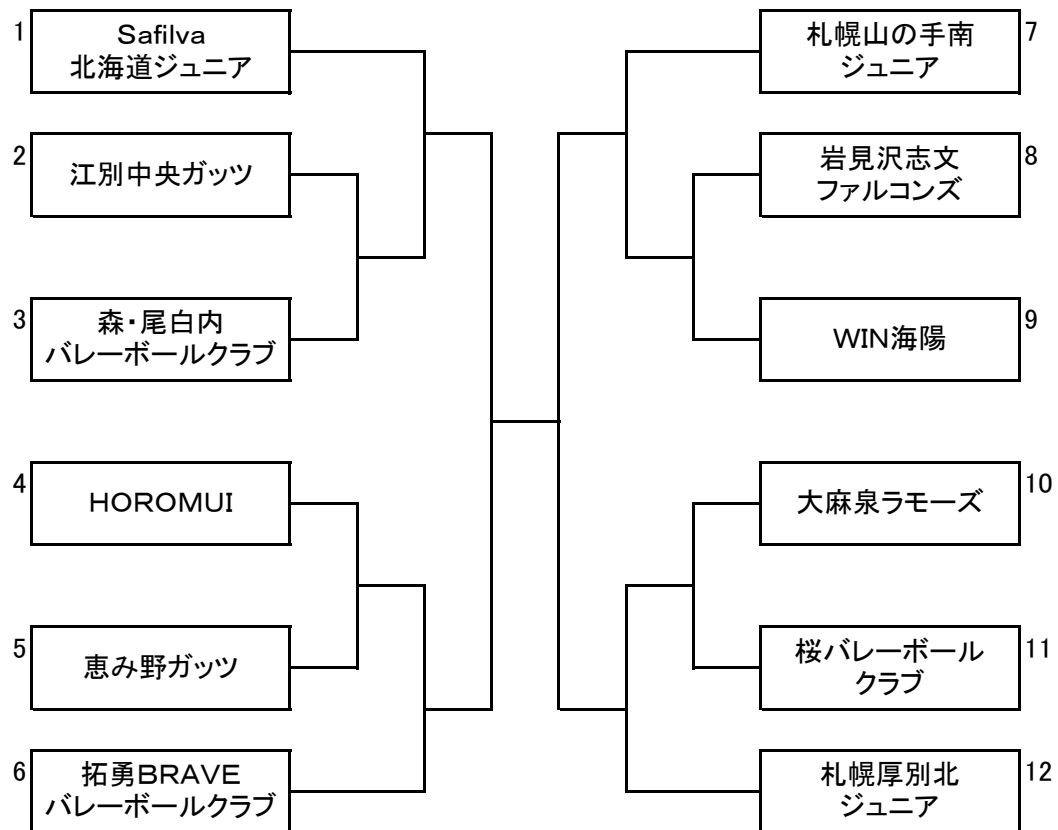 1
Safilva
北海道ジュニア
2
江別中央ガッツ
3
森・尾白内
バレーボールクラブ
4
HOROMUI
5
恵み野ガッツ
6
拓勇BRAVE
バレーボールクラブ
札幌山の手南
ジュニア
7
岩見沢志文
ファルコンズ
8
WIN海陽
9
大麻泉ラモーズ
10
桜バレーボール
クラブ
11
札幌厚別北
ジュニア
12